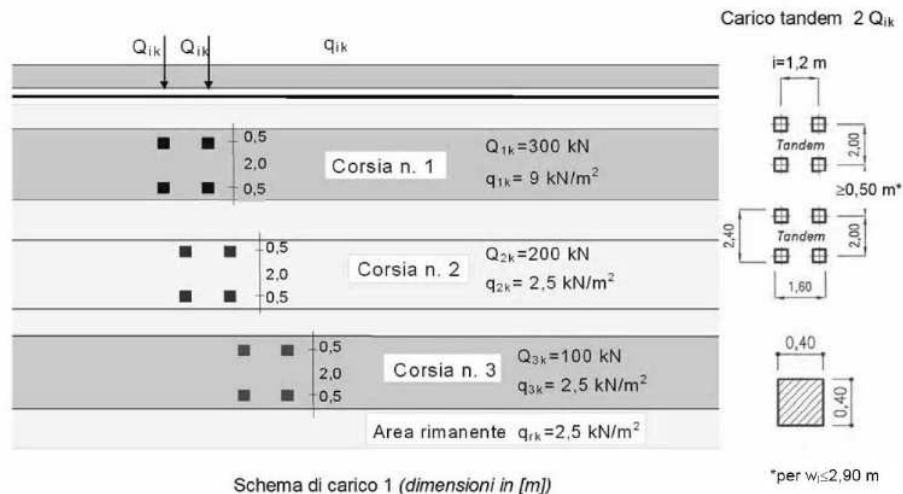 Carico tandem 2 Qik
Qik Qik qik
i=1,2 m
0,5
2,0
0,5
Corsia n. 1
Q1k=300 kN
q1k= 9 kN/m²
Tandem
2,00
≥0,50 m*
0,5
2,0
0,5
Corsia n. 2
Q2k=200 kN
q2k= 2,5 kN/m²
2,40
Tandem
2,00
1,60
0,5
2,0
0,5
Corsia n. 3
Q3k=100 kN
q3k= 2,5 kN/m²
0,40
0,40
Area rimanente qrk=2,5 kN/m²
Schema di carico 1 (dimensioni in [m])
*per wl≤2,90 m